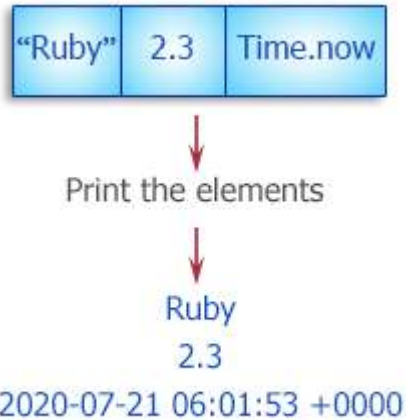 “Ruby” 2.3 Time.now
Print the elements
Ruby
2.3
2020-07-21 06:01:53 +0000